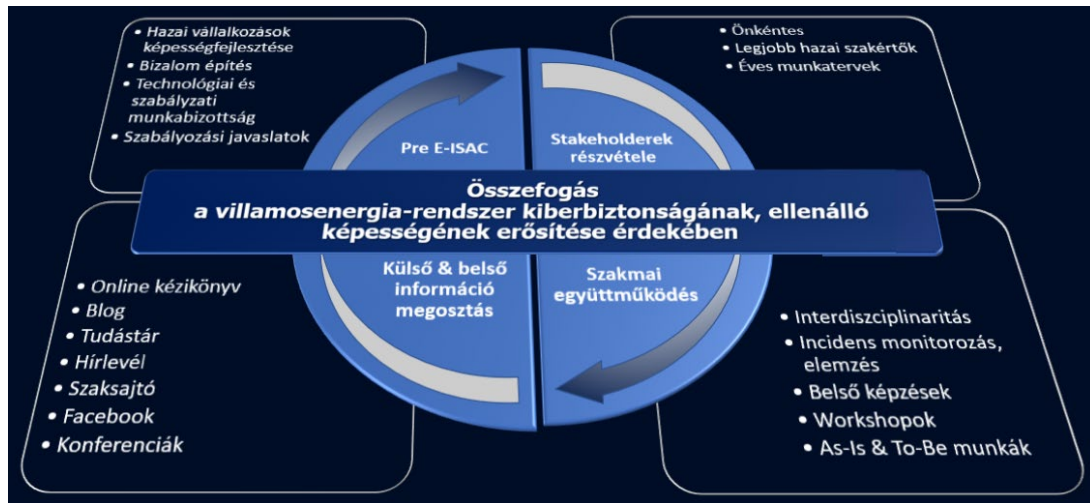 • Hazai vállalkozások
képességfejlesztése
• Bizalom építés
• Technológiai és
szabályzati
munkabizottság
• Szabályozási javaslatok
• Önkéntes
• Legjobb hazai szakértők
• Éves munkatervek
Pre E-ISAC
Stakeholderek
részvétele
Összefogás
a villamosenergia-rendszer kiberbiztonságának, ellenálló
képességének erősítése érdekében
Külső & belső
információ
megosztás
Szakmai
együttműködés
• Online kézikönyv
• Blog
• Tudástár
• Hírlevél
• Szaksajtó
• Facebook
• Konferenciák
• Interdiszciplinaritás
• Incidens monitorozás,
elemzés
• Belső képzések
• Workshopok
• As-Is & To-Be munkák